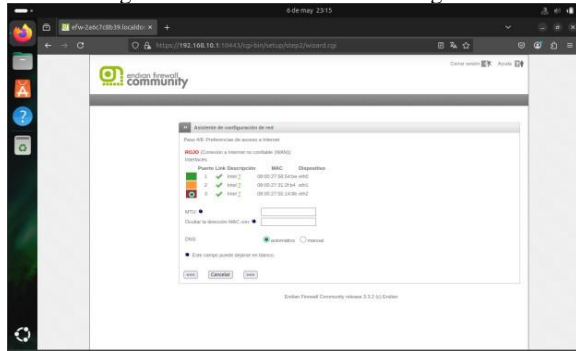 6 de may 23:15
efw-2a6c7c8b39.localdor
https://192.168.10.1:10443/cgi-bin/setup/step2/wizard.cgi
Cerrar sesión Ayuda
endian firewall
community
Asistente de configuración de red
Paso 4/8: Preferencias de acceso a Internet
ROJO (Conexión a Internet no confiable (WAN)):
Interfaces
Puerto Link Descripción MAC Dispositivo
1 Intel ? eth0
2 Intel ? eth1
3 Intel ? eth2
MTU:
Ocultar la dirección MAC con:
DNS: automático manual
Este campo puede dejarse en blanco.
<<< Cancelar >>>
Endian Firewall Community release 3.3.2 (c) Endian